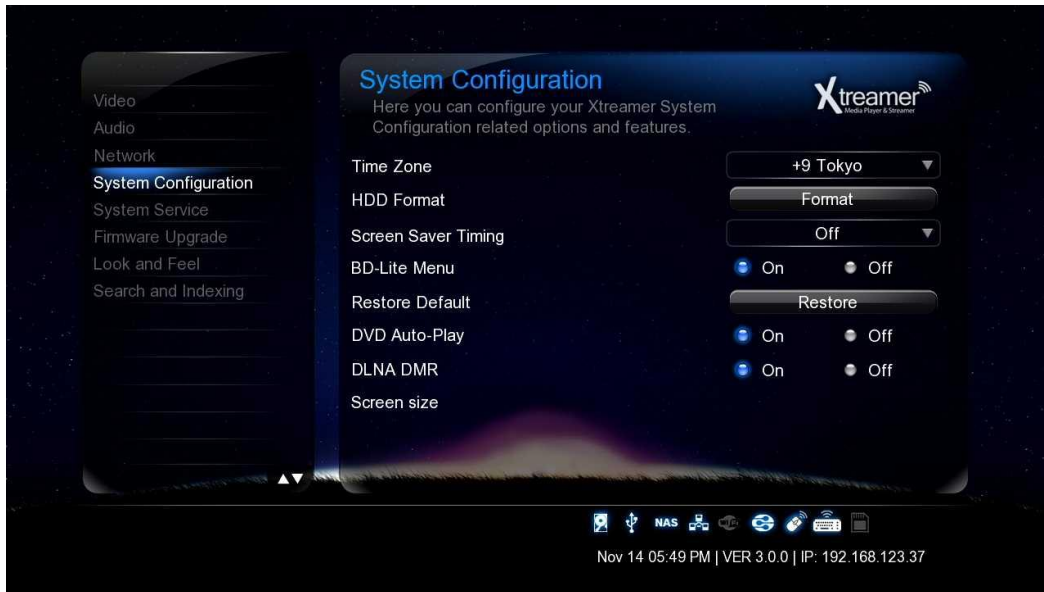 Video
Audio
Network
System Configuration
System Service
Firmware Upgrade
Look and Feel
Search and Indexing
System Configuration
Here you can configure your Xtreamer System
Configuration related options and features.
Xtreamer
Media Player & Streamer
Time Zone +9 Tokyo
HDD Format Format
Screen Saver Timing Off
BD-Lite Menu On Off
Restore Default Restore
DVD Auto-Play On Off
DLNA DMR On Off
Screen size
NAS
Nov 14 05:49 PM | VER 3.0.0 | IP: 192.168.123.37